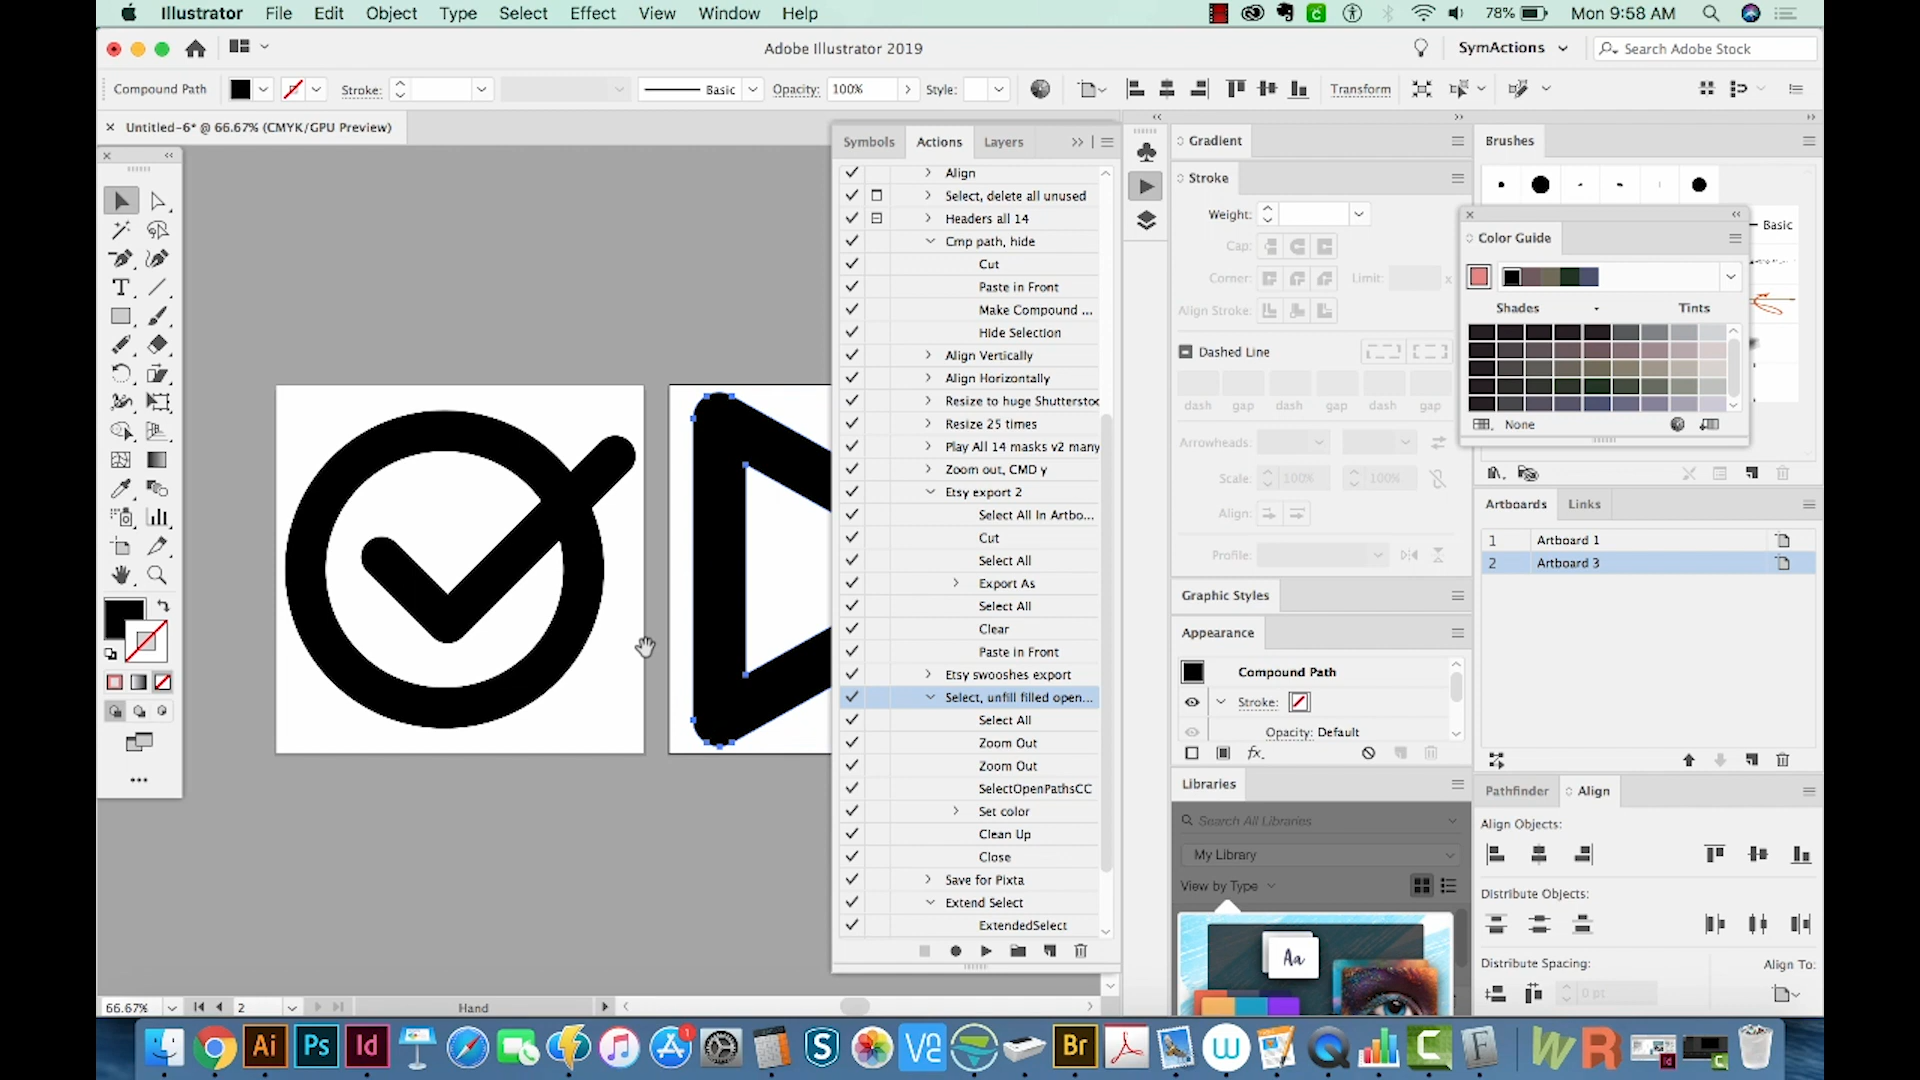 Illustrator File Edit Object Type Select Effect View Window Help 78% Mon 9:58 AM
Adobe Illustrator 2019 SymActions Search Adobe Stock
Compound Path Stroke: Basic Opacity: 100% Style: Transform
Untitled-6* @ 66.67% (CMYK/GPU Preview)
Symbols Actions Layers
Align
Select, delete all unused
Headers all 14
Cmp path, hide
Cut
Paste in Front
Make Compound ...
Hide Selection
Align Vertically
Align Horizontally
Resize to huge Shuttersto
Resize 25 times
Play All 14 masks v2 many
Zoom out, CMD y
Etsy export 2
Select All In Artbo...
Cut
Select All
Export As
Select All
Clear
Paste in Front
Etsy swooshes export
Select, unfill filled open...
Select All
Zoom Out
Zoom Out
SelectOpenPathsCC
Set color
Clean Up
Close
Save for Pixta
Extend Select
ExtendedSelect
Gradient
Stroke
Weight:
Cap:
Corner: Limit: x
Align Stroke:
Dashed Line
dash gap dash gap dash gap
Arrowheads:
Scale: 100% 100%
Align:
Profile:
Graphic Styles
Appearance
Compound Path
Stroke:
Opacity: Default
fx.
Libraries
Search All Libraries
My Library
View by Type
Aa
Brushes
Basic
Color Guide
Shades Tints
None
Artboards Links
1 Artboard 1
2 Artboard 3
Pathfinder Align
Align Objects:
Distribute Objects:
Distribute Spacing: Align To:
0 pt
66.67% 2 Hand
Ai Ps Id 1 S V2 Br W C F W R